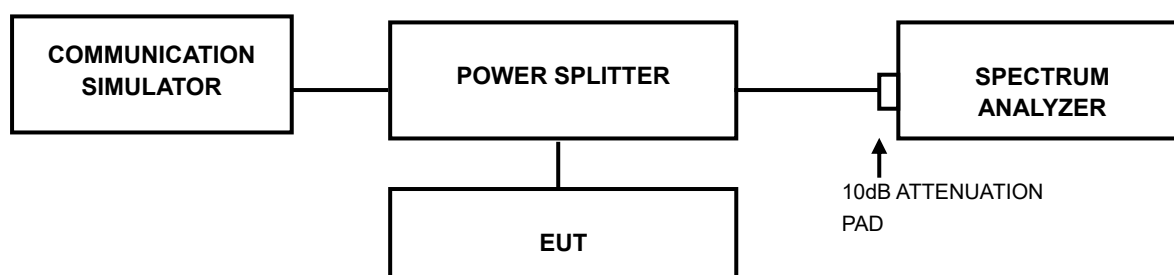 COMMUNICATION
SIMULATOR
POWER SPLITTER
SPECTRUM
ANALYZER
10dB ATTENUATION
PAD
EUT